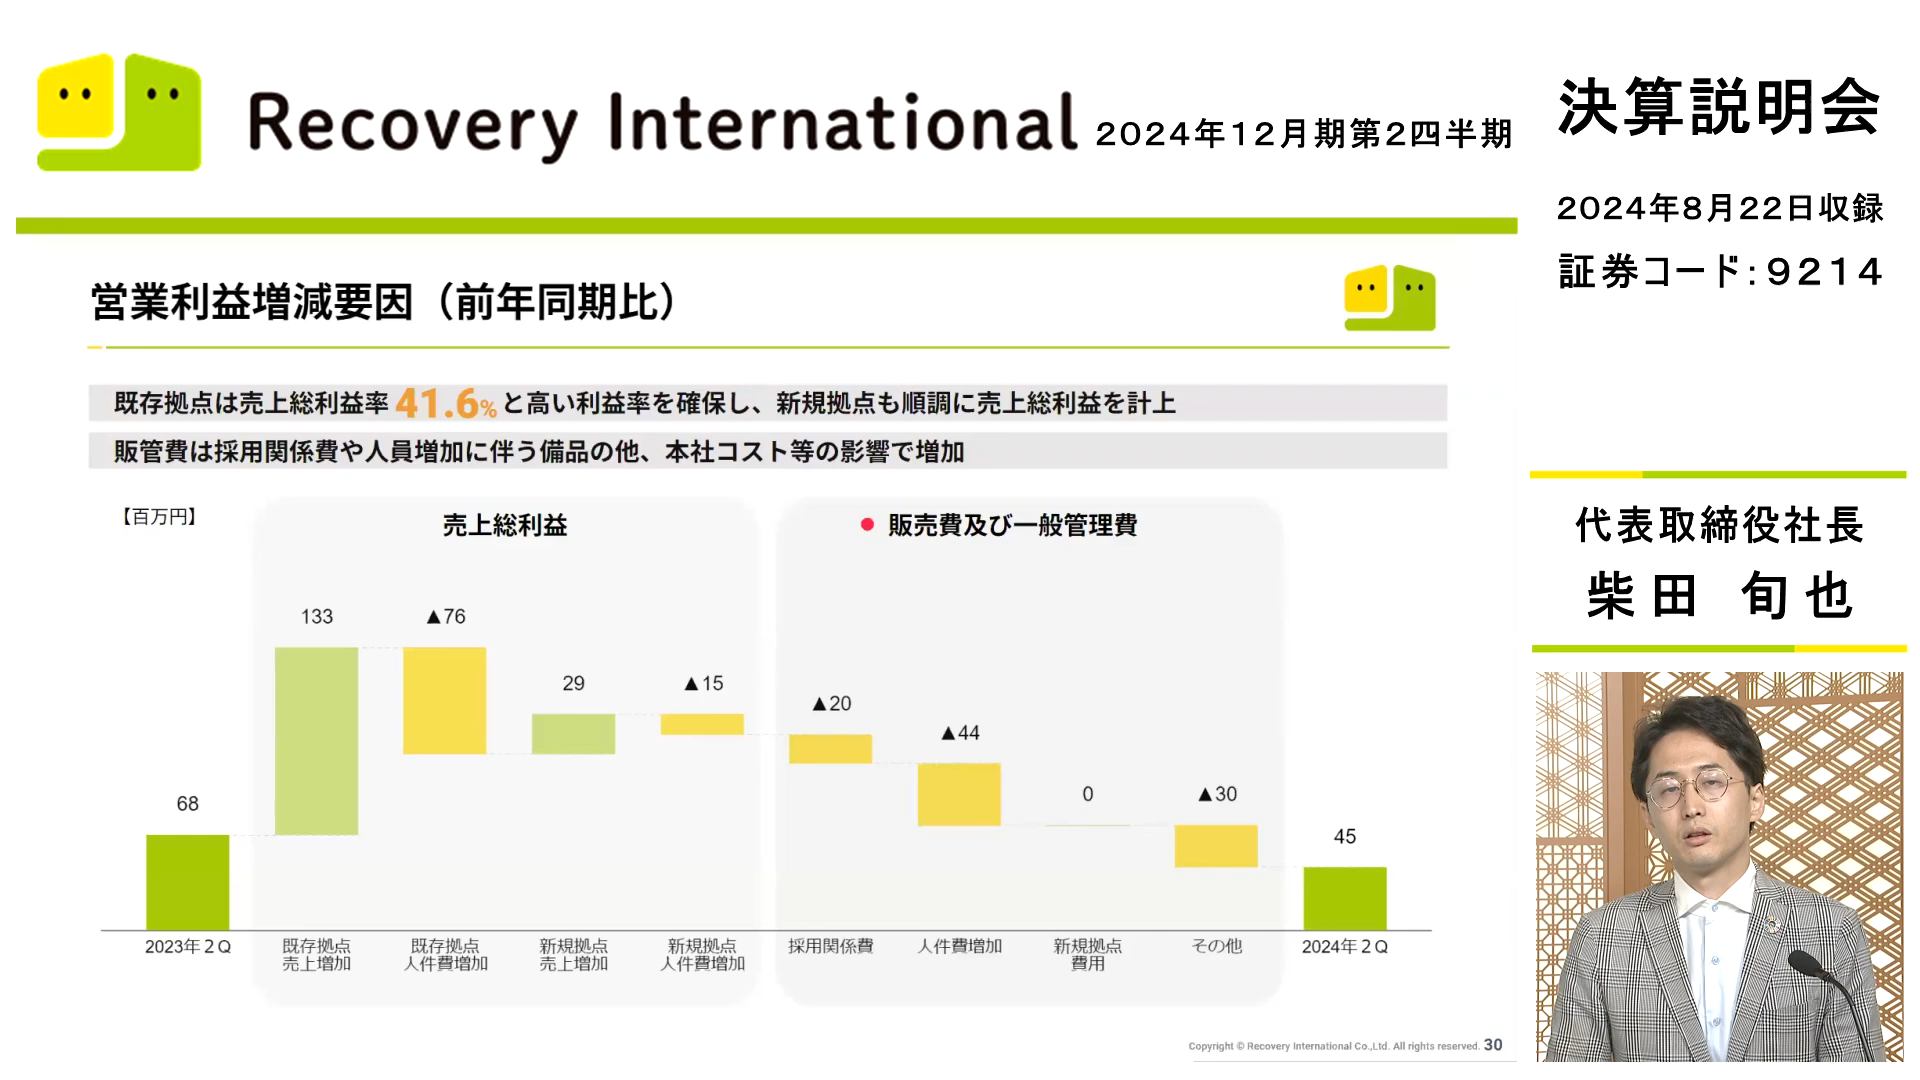 Recovery International 2024年12月期第2四半期
決算説明会
2024年8月22日収録
証券コード:9214
営業利益増減要因（前年同期比）
既存拠点は売上総利益率 41.6% と高い利益率を確保し、新規拠点も順調に売上総利益を計上
販管費は採用関係費や人員増加に伴う備品の他、本社コスト等の影響で増加
【百万円】
売上総利益
● 販売費及び一般管理費
68
133
▲76
29
▲15
▲20
▲44
0
▲30
45
2023年2Q
既存拠点
売上増加
既存拠点
人件費増加
新規拠点
売上増加
新規拠点
人件費増加
採用関係費
人件費増加
新規拠点
費用
その他
2024年2Q
Copyright © Recovery International Co.,Ltd. All rights reserved. 30
代表取締役社長
柴田 旬也